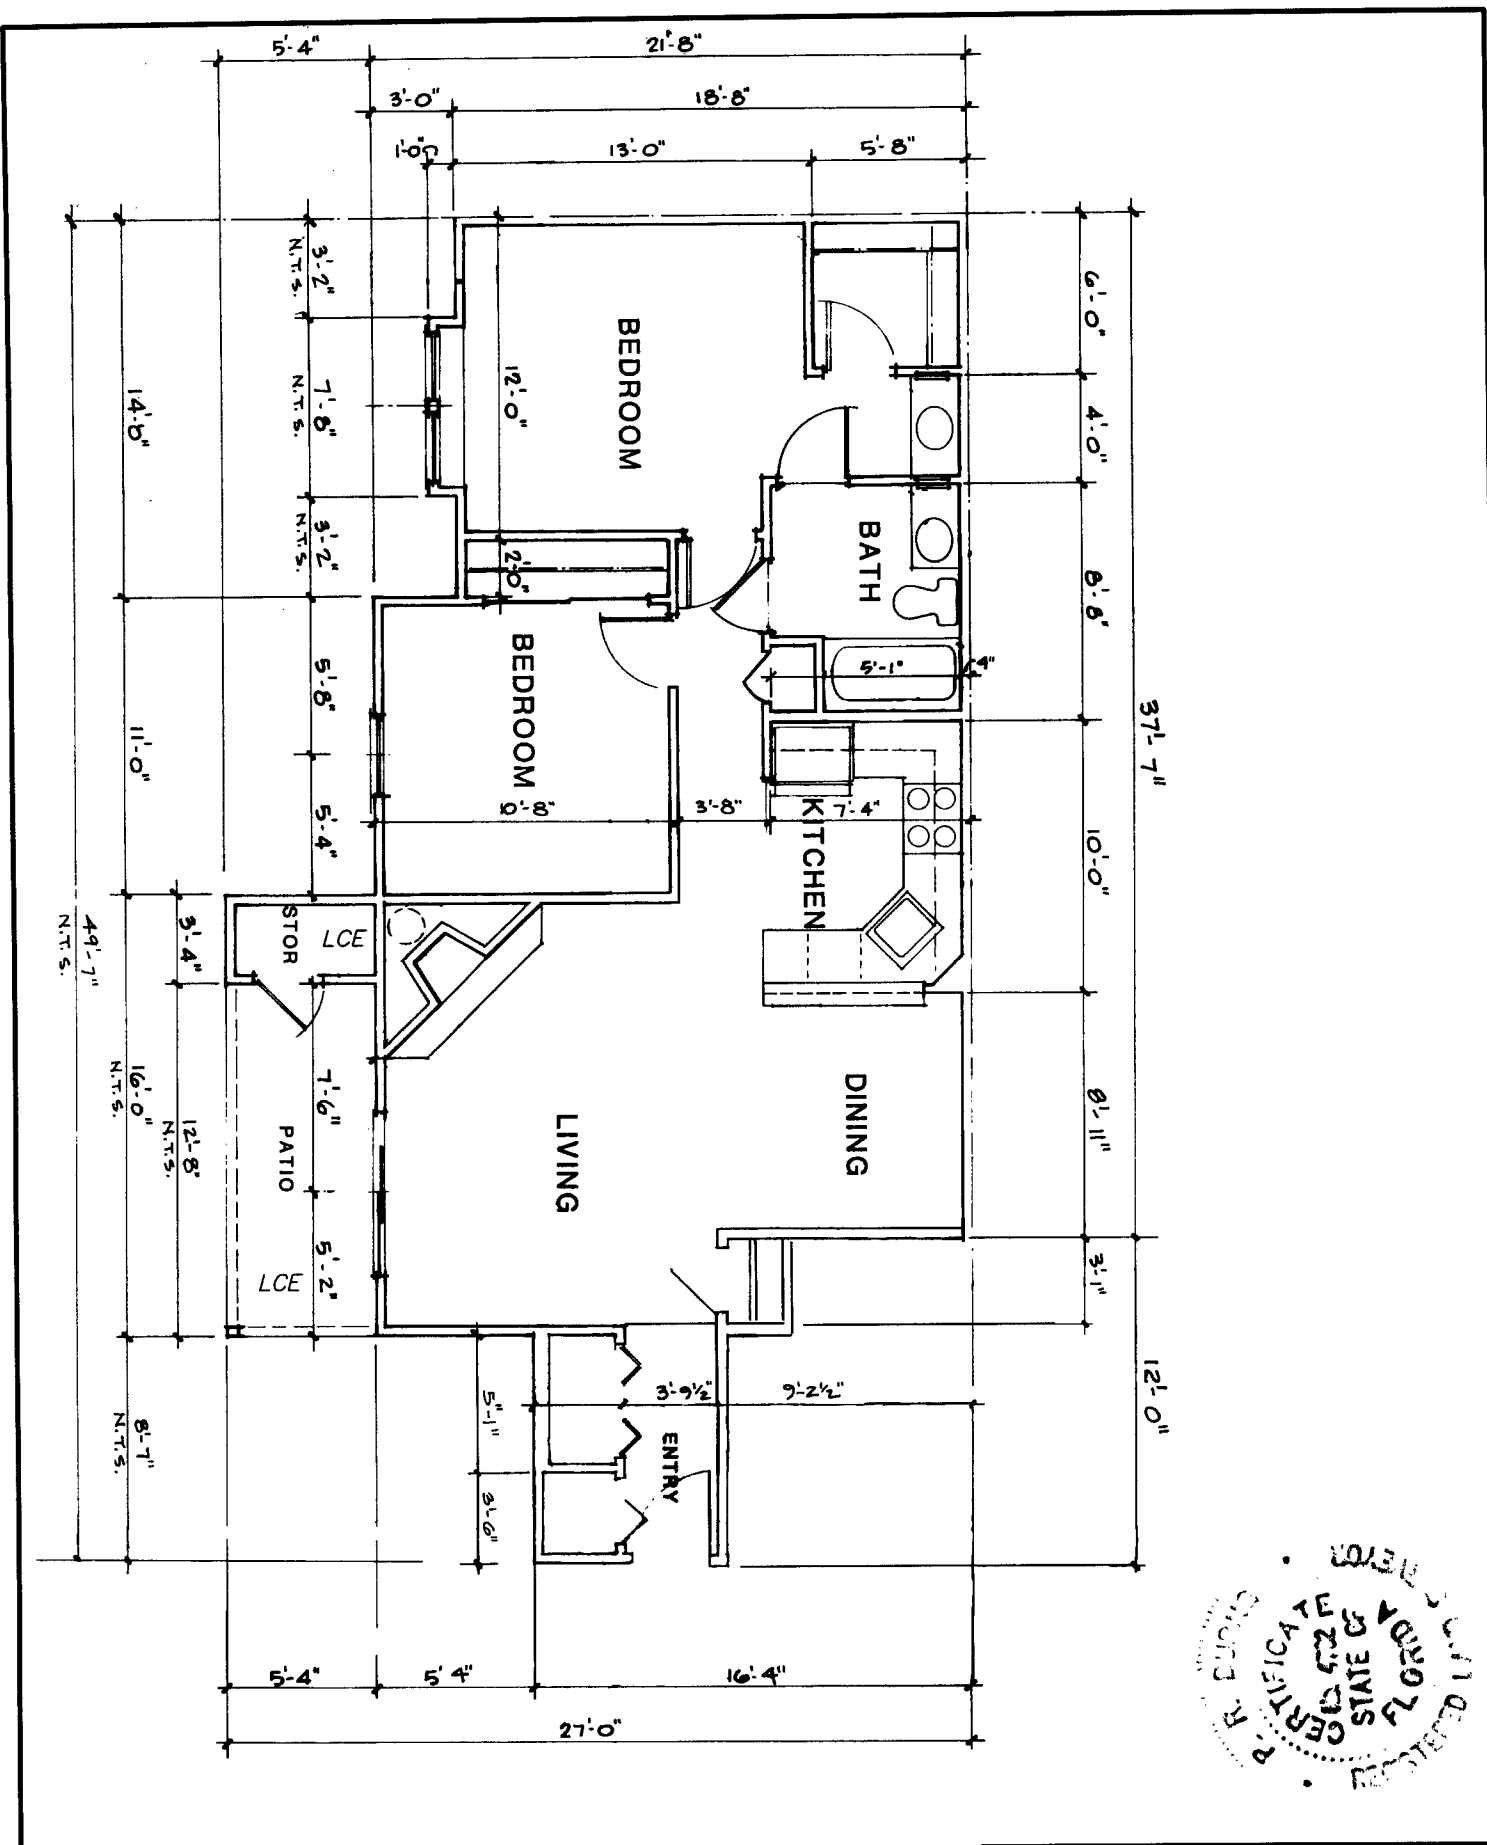 5'-4"
21'-8"
3'-0"
18'-8"
1'-0"
13'-0"
5'-8"
3'-2"
N.T.S.
7'-8"
N.T.S.
3'-2"
N.T.S.
14'-8"
12'-0"
BEDROOM
6'-0"
4'-0"
8'-8"
BATH
2'-0"
BEDROOM
5'-8"
5'-4"
11'-0"
5'-1"
4"
37'-7"
10'-8"
3'-8"
7'-4"
KITCHEN
10'-0"
STOR
LCE
3'-4"
49'-7"
N.T.S.
16'-0"
N.T.S.
12'-8"
N.T.S.
7'-6"
PATIO
5'-2"
LCE
LIVING
DINING
8'-11"
3'-1"
12'-0"
3'-9½"
9'-2½"
5'-1"
ENTRY
3'-6"
8'-7"
N.T.S.
5'-4"
5'4"
16'-4"
27'-0"
CERTIFICATE
STATE OF
FLORIDA
REGISTERED